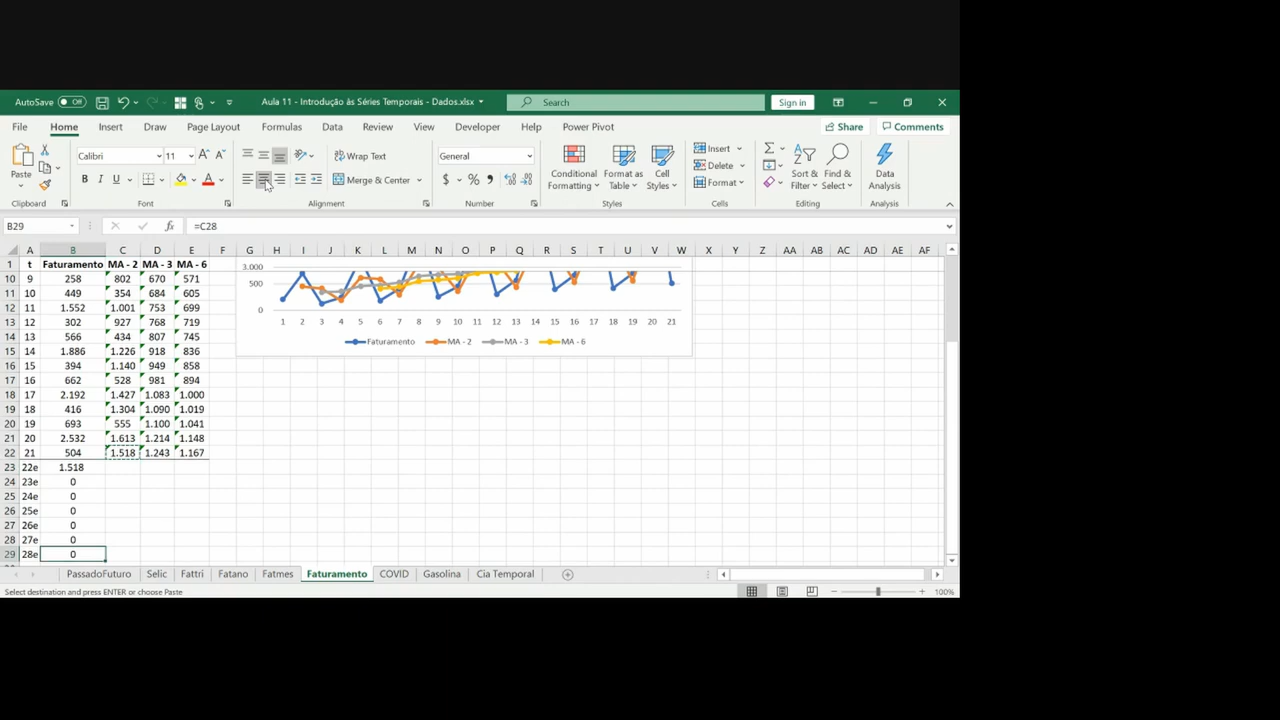 AutoSave Off Aula 11 - Introdução às Séries Temporais - Dados.xlsx Search Sign in
File Home Insert Draw Page Layout Formulas Data Review View Developer Help Power Pivot Share Comments
Paste Calibri 11 Wrap Text General Conditional Formatting Format as Table Cell Styles Insert Sort & Filter Find & Select Data Analysis
B I U Merge & Center $ % Delete
Format
Clipboard Font Alignment Number Styles Cells Editing Analysis
B29 =C28
A B C D E F G H I J K L M N O P Q R S T U V W X Y Z AA AB AC AD AE AF
1 t Faturamento MA - 2 MA - 3 MA - 6
10 9 258 802 670 571
11 10 449 354 684 605
12 11 1.552 1.001 753 699
13 12 302 927 768 719
14 13 566 434 807 745
15 14 1.886 1.226 918 836
16 15 394 1.140 949 858
17 16 662 528 981 894
18 17 2.192 1.427 1.083 1.000
19 18 416 1.304 1.090 1.019
20 19 693 555 1.100 1.041
21 20 2.532 1.613 1.214 1.148
22 21 504 1.518 1.243 1.167
23 22e 1.518
24 23e 0
25 24e 0
26 25e 0
27 26e 0
28 27e 0
29 28e 0
3.000
500
0
1 2 3 4 5 6 7 8 9 10 11 12 13 14 15 16 17 18 19 20 21
Faturamento MA - 2 MA - 3 MA - 6
PassadoFuturo Selic Fattri Fatano Fatmes Faturamento COVID Gasolina Cia Temporal
Select destination and press ENTER or choose Paste 100%